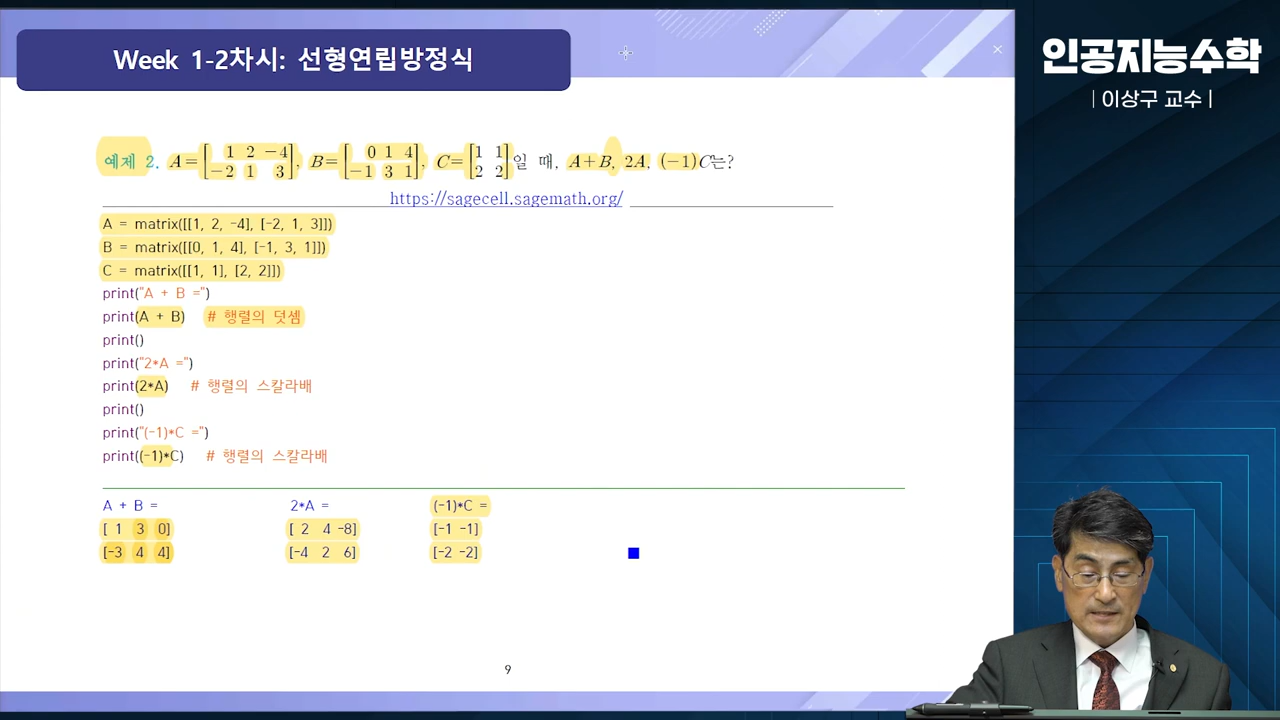 Week 1-2차시: 선형연립방정식
인공지능수학
| 이상구 교수 |
예제 2. A=[1 2 -4; -2 1 3], B=[0 1 4; -1 3 1], C=[1 1; 2 2]일 때, A+B, 2A, (-1)C는?
https://sagecell.sagemath.org/
A = matrix([[1, 2, -4], [-2, 1, 3]])
B = matrix([[0, 1, 4], [-1, 3, 1]])
C = matrix([[1, 1], [2, 2]])
print("A + B =")
print(A + B) # 행렬의 덧셈
print()
print("2*A =")
print(2*A) # 행렬의 스칼라배
print()
print("(-1)*C =")
print((-1)*C) # 행렬의 스칼라배
A + B = 2*A = (-1)*C =
[ 1 3 0] [ 2 4 -8] [-1 -1]
[-3 4 4] [-4 2 6] [-2 -2]
9